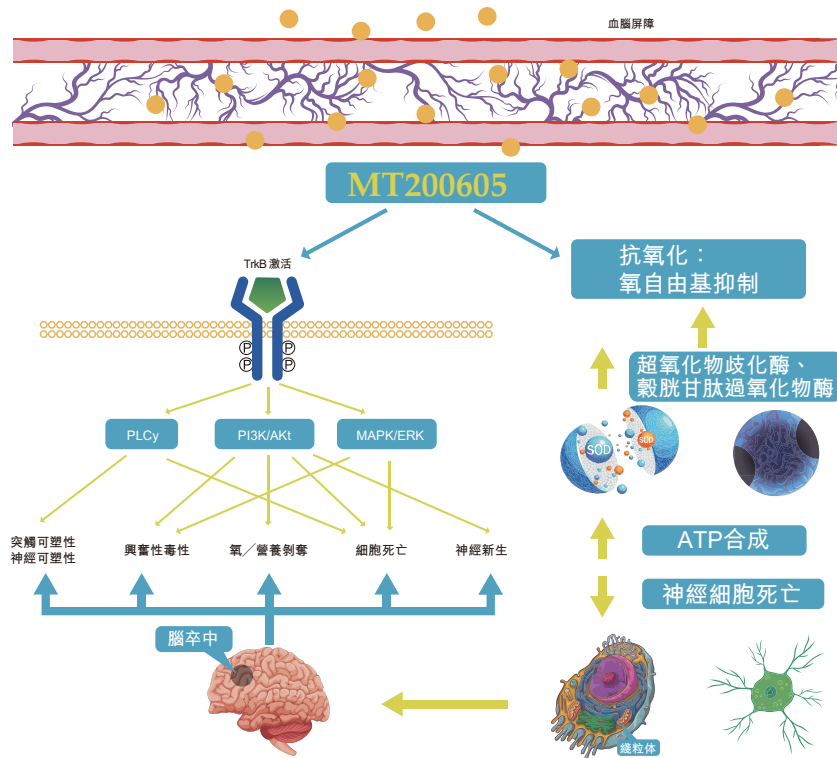 血腦屏障
MT200605
TrkB 激活
抗氧化：
氧自由基抑制
P
P
P
P
超氧化物歧化酶、
穀胱甘肽過氧化物酶
PLCy
PI3K/AKt
MAPK/ERK
SOD
SOD
突觸可塑性
神經可塑性
興奮性毒性
氧／營養剝奪
細胞死亡
神經新生
ATP合成
神經細胞死亡
腦卒中
綫粒体